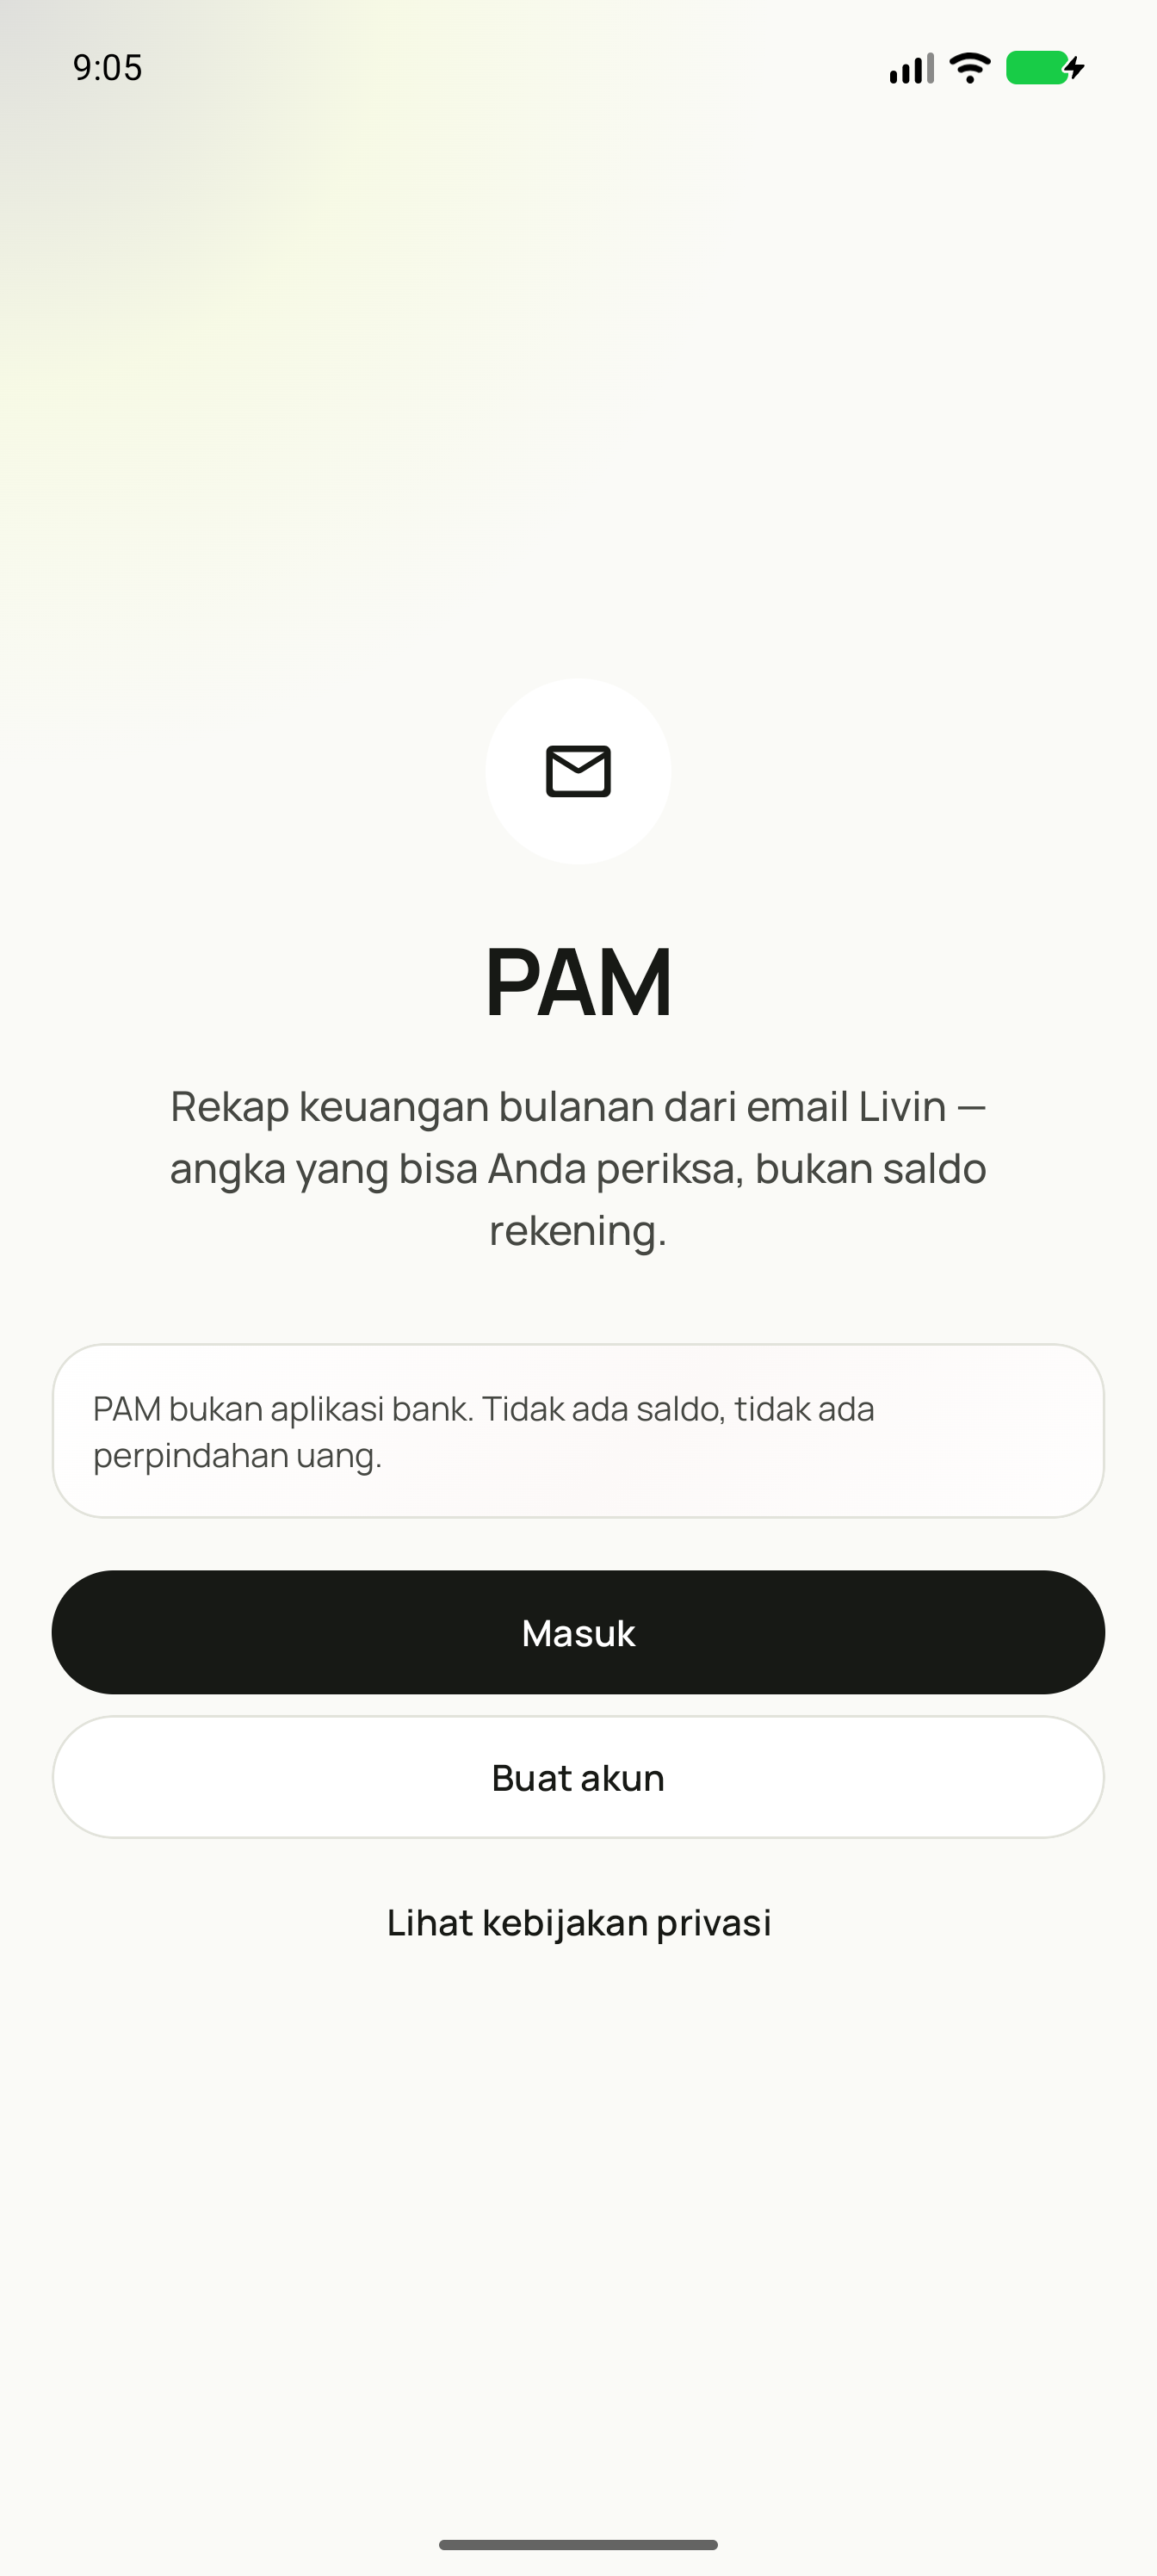 9:05
PAM
Rekap keuangan bulanan dari email Livin —
angka yang bisa Anda periksa, bukan saldo
rekening.
PAM bukan aplikasi bank. Tidak ada saldo, tidak ada
perpindahan uang.
Masuk
Buat akun
Lihat kebijakan privasi